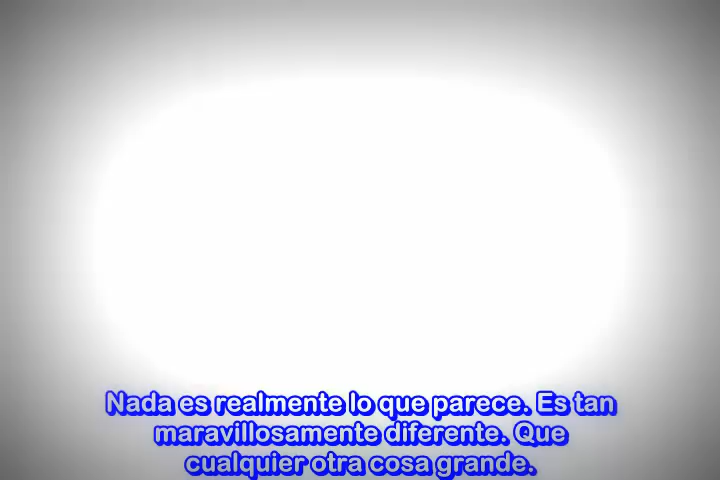 Nada es realmente lo que parece. Es tan
maravillosamente diferente. Que
cualquier otra cosa grande.